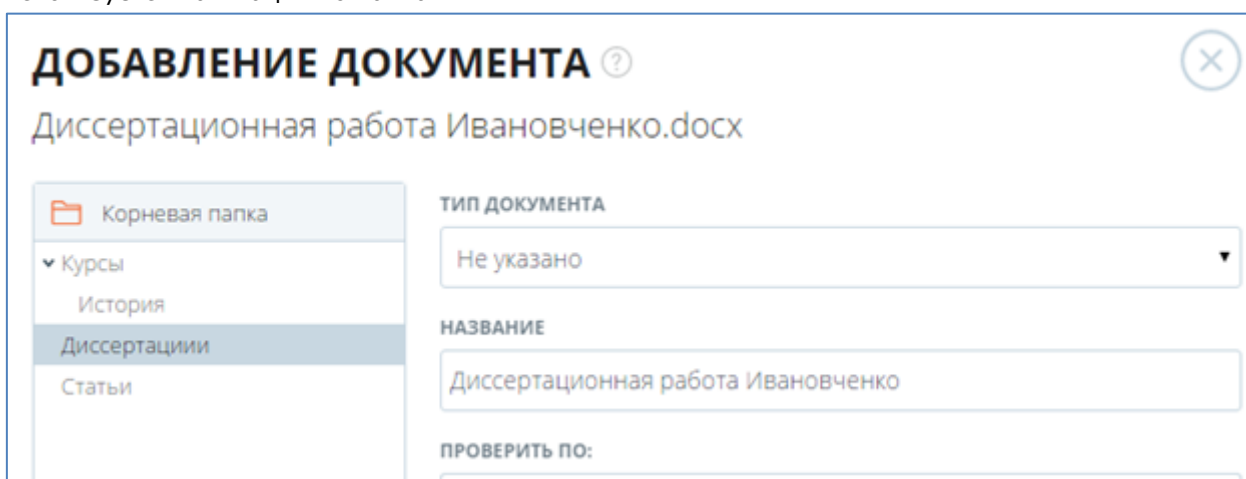 ДОБАВЛЕНИЕ ДОКУМЕНТА ?
Диссертационная работа Ивановченко.docx
Корневая папка
Курсы
История
Диссертациии
Статьи
ТИП ДОКУМЕНТА
Не указано
НАЗВАНИЕ
Диссертационная работа Ивановченко
ПРОВЕРИТЬ ПО: